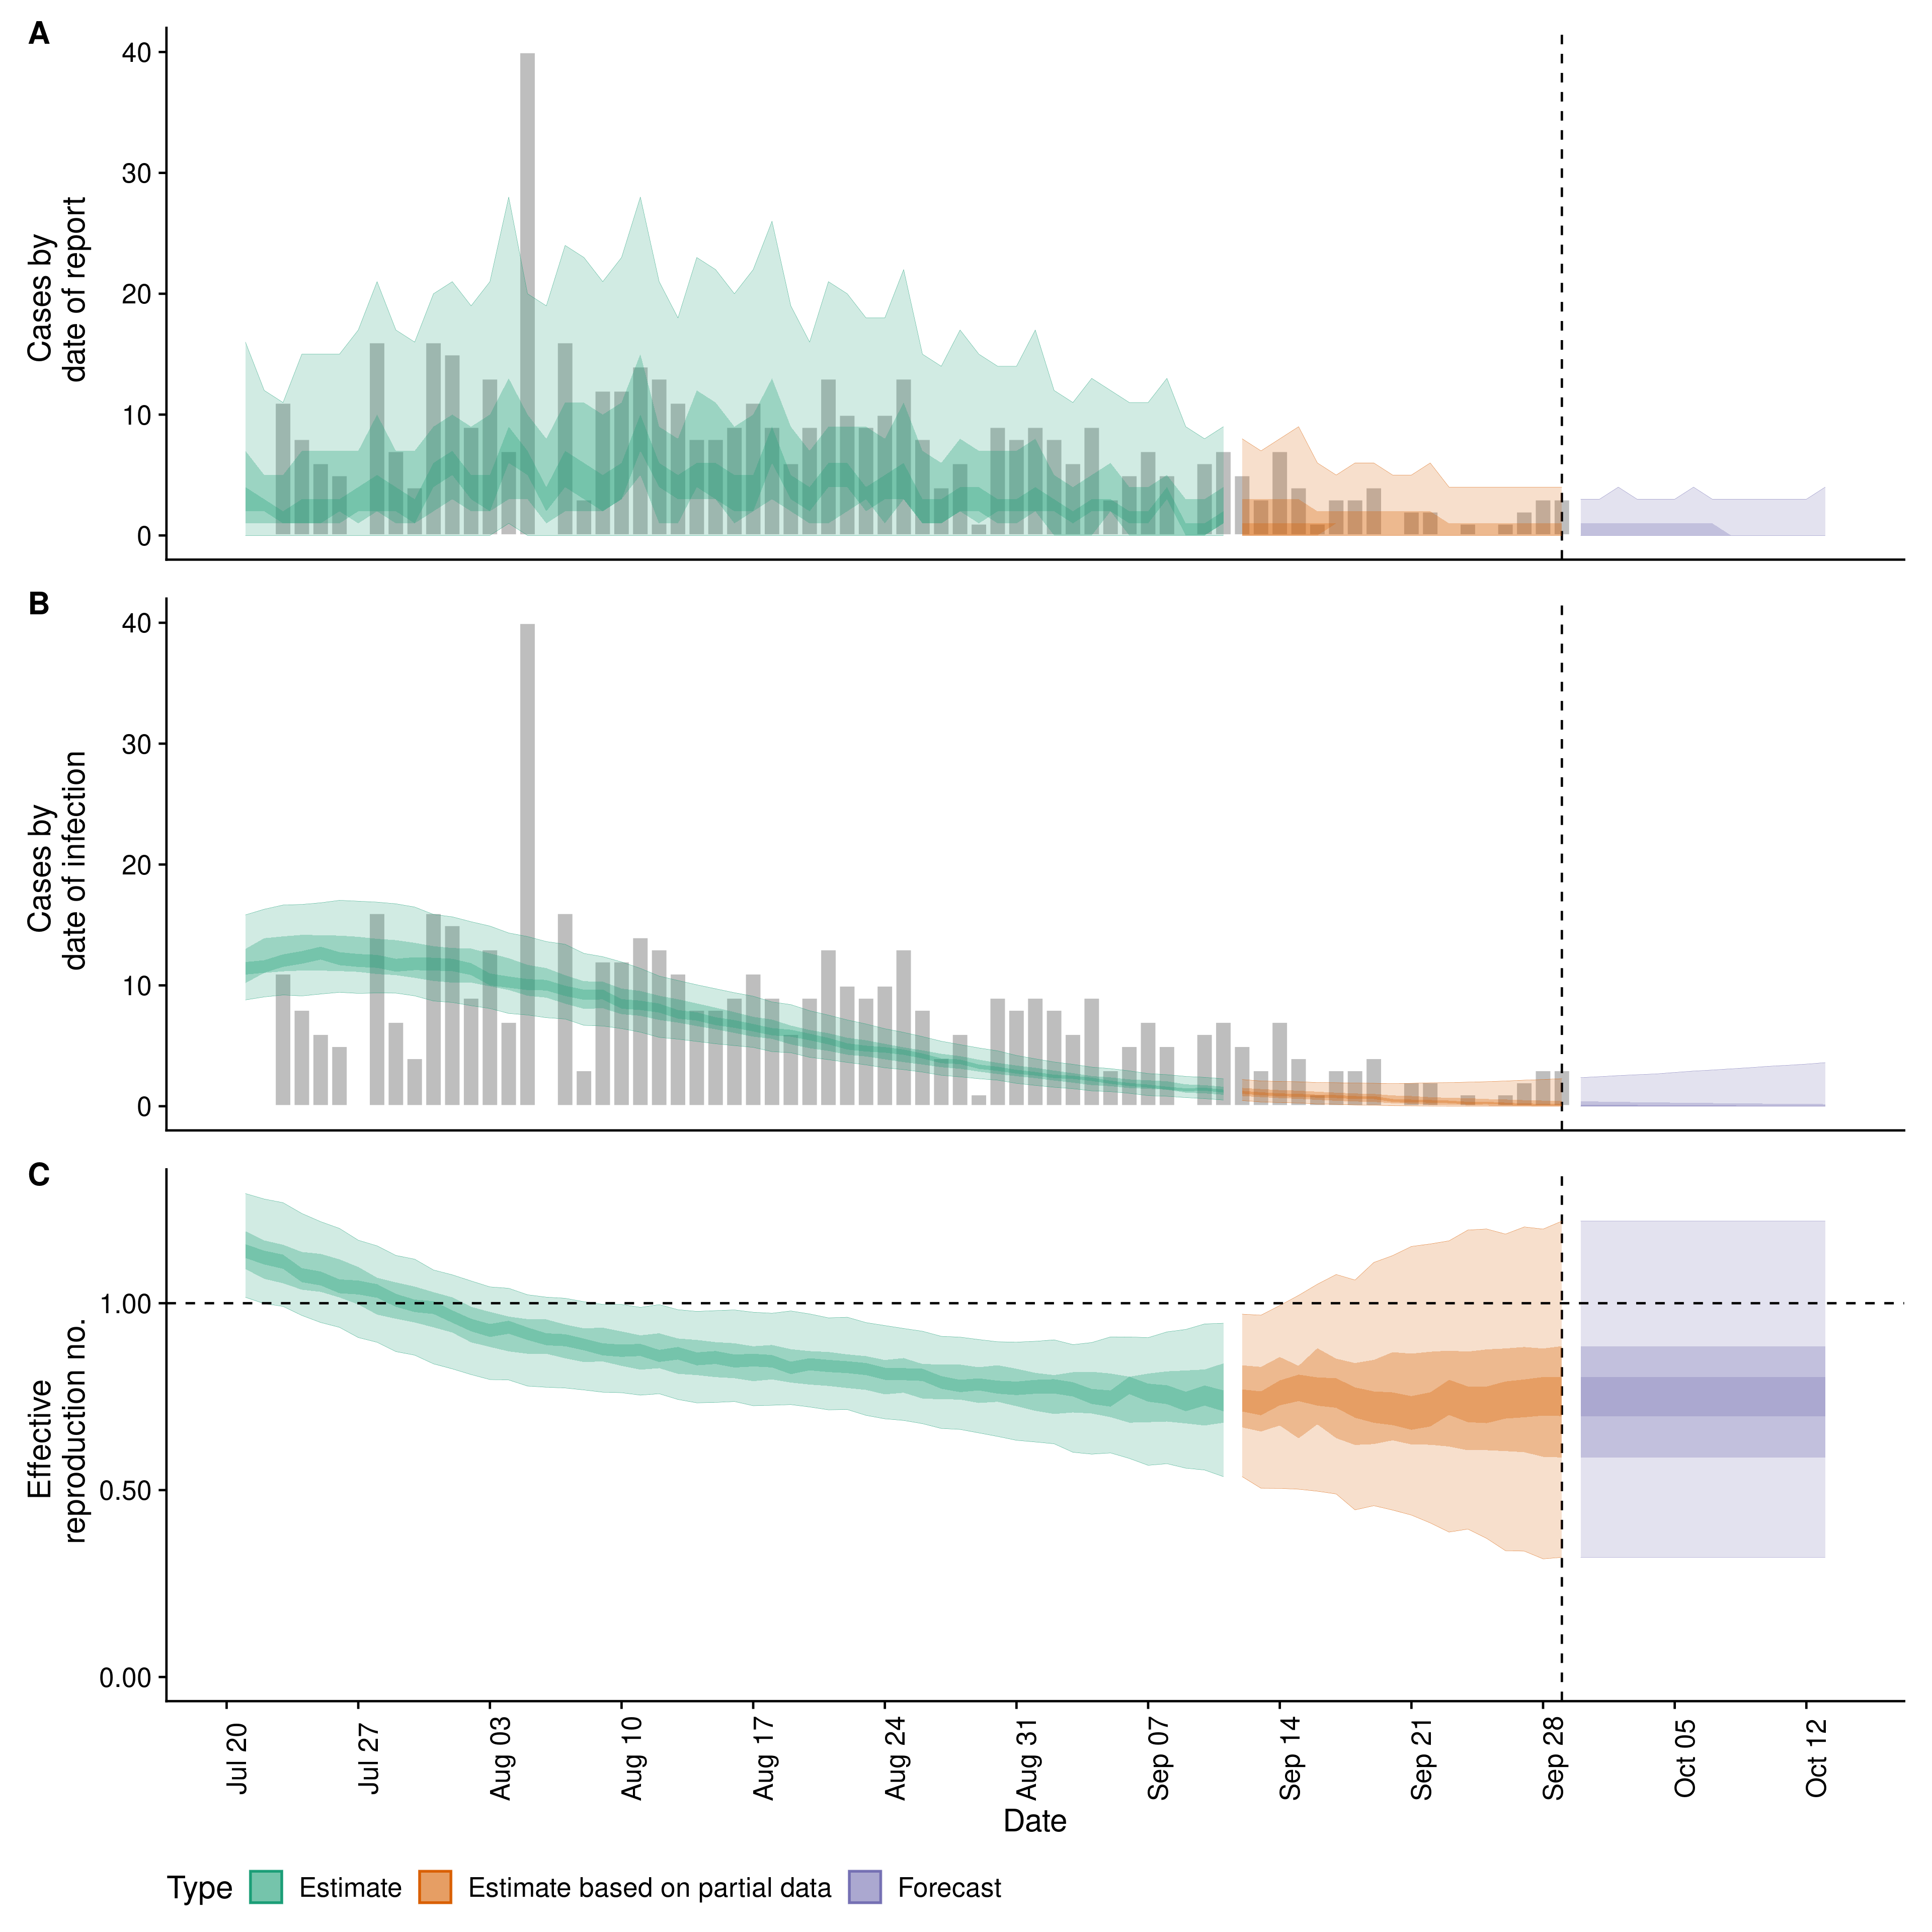 A
Cases by
date of report
40
30
20
10
0
B
Cases by
date of infection
40
30
20
10
0
C
Effective
reproduction no.
1.00
0.50
0.00
Jul 20
Jul 27
Aug 03
Aug 10
Aug 17
Aug 24
Aug 31
Sep 07
Sep 14
Sep 21
Sep 28
Oct 05
Oct 12
Date
Type Estimate Estimate based on partial data Forecast